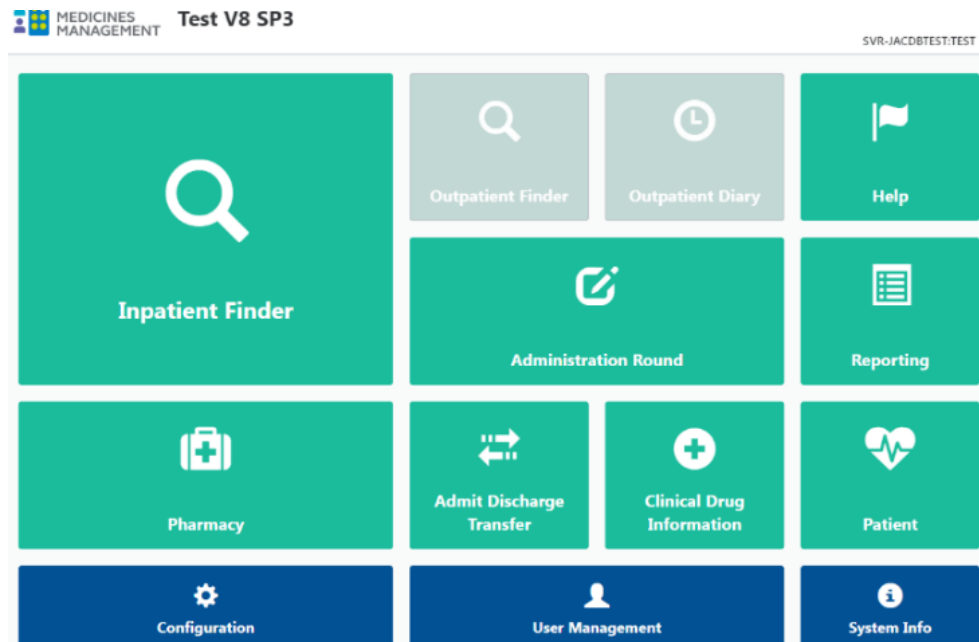 MEDICINES
MANAGEMENT
Test V8 SP3
SVR-JACDBTEST:TEST
Inpatient Finder
Outpatient Finder
Outpatient Diary
Help
Administration Round
Reporting
Pharmacy
Admit Discharge
Transfer
Clinical Drug
Information
Patient
Configuration
User Management
System Info